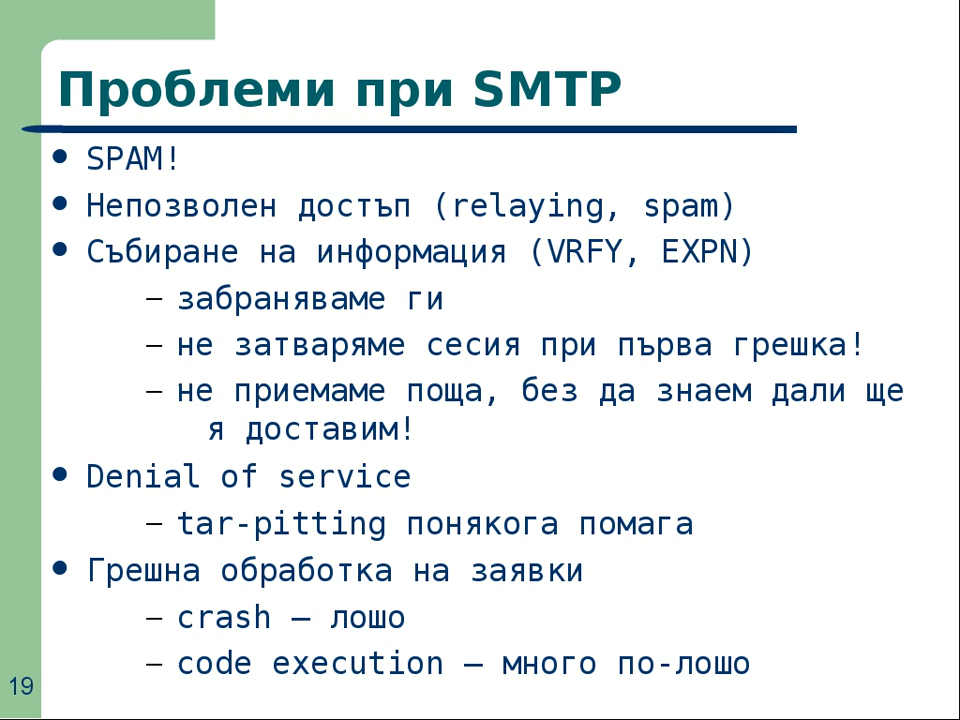 Проблеми при SMTP
● SPAM!
● Непозволен достъп (relaying, spam)
● Събиране на информация (VRFY, EXPN)
– забраняваме ги
– не затваряме сесия при първа грешка!
– не приемаме поща, без да знаем дали ще
я доставим!
● Denial of service
– tar-pitting понякога помага
● Грешна обработка на заявки
– crash – лошо
– code execution – много по-лошо
19